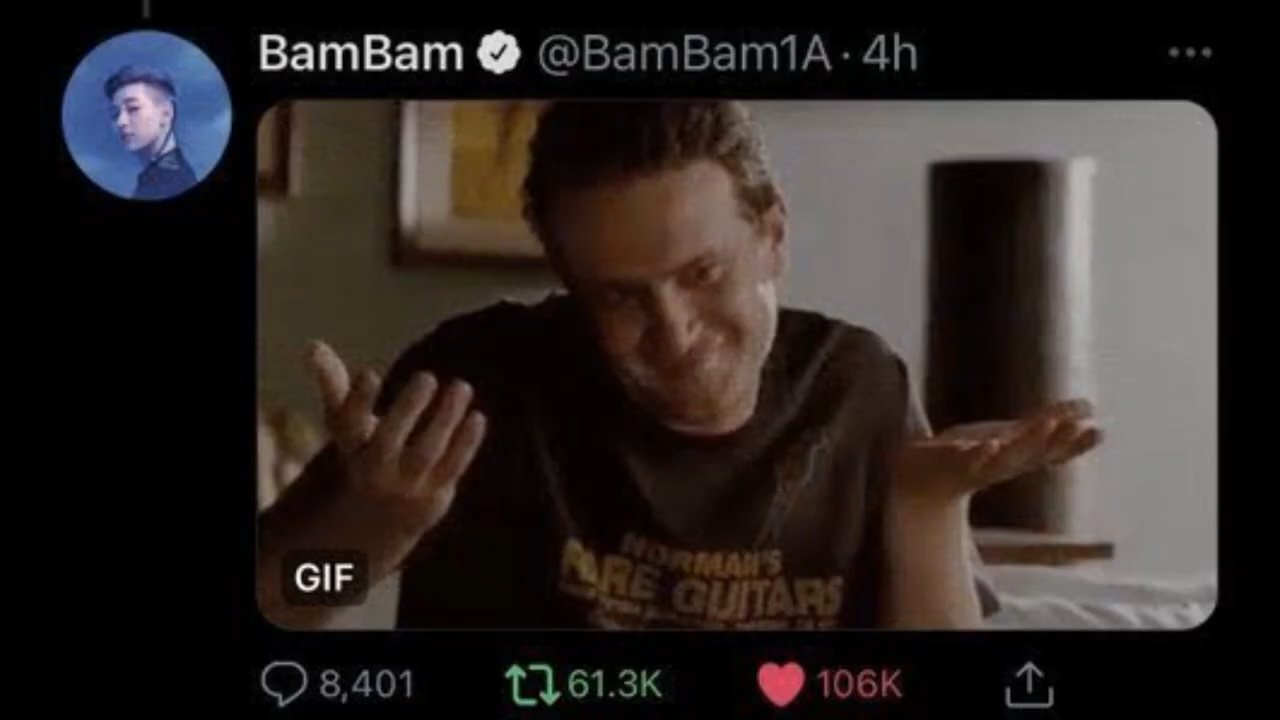 BamBam @BamBam1A · 4h
NORMAN'S
RARE GUITARS
GIF
8,401 61.3K 106K